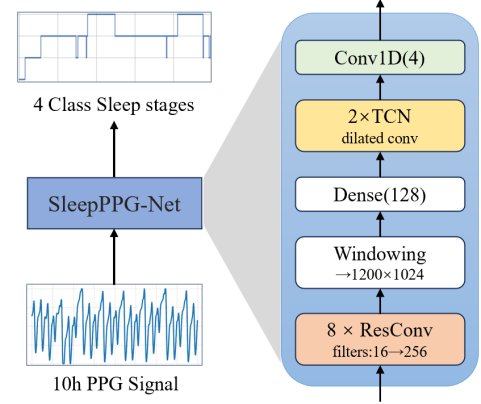 4 Class Sleep stages
SleepPPG-Net
10h PPG Signal
Conv1D(4)
2×TCN
dilated conv
Dense(128)
Windowing
→1200×1024
8 × ResConv
filters:16→256